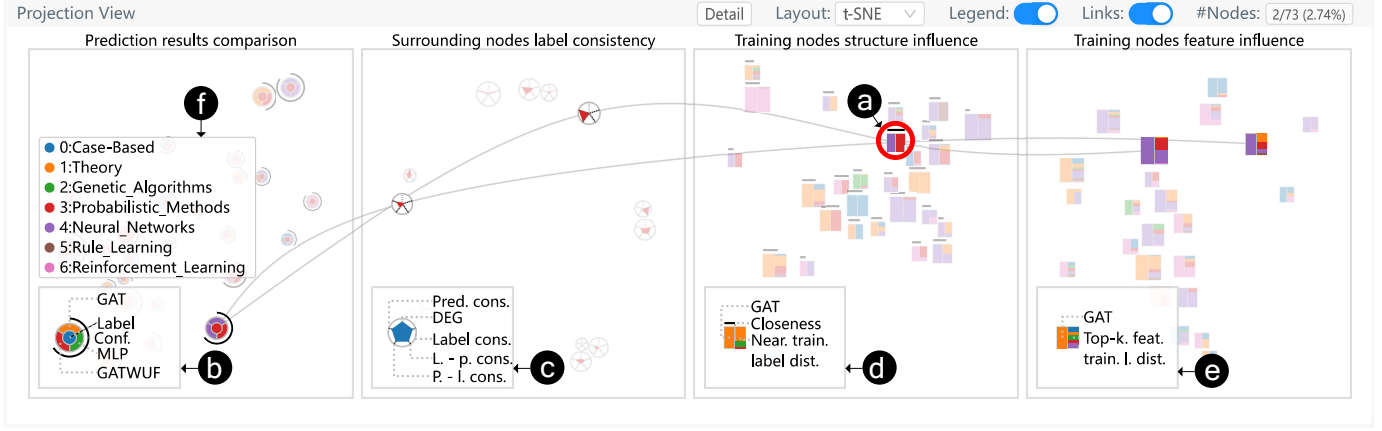 Projection View Detail Layout: t-SNE Legend: Links: #Nodes: 2/73 (2.74%)
Prediction results comparison
Surrounding nodes label consistency
Training nodes structure influence
Training nodes feature influence
f
a
0:Case-Based
1:Theory
2:Genetic_Algorithms
3:Probabilistic_Methods
4:Neural_Networks
5:Rule_Learning
6:Reinforcement_Learning
GAT
Label
Conf.
MLP
GATWUF
b
Pred. cons.
DEG
Label cons.
L. - p. cons.
P. - l. cons.
c
GAT
Closeness
Near. train.
label dist.
d
GAT
Top-k. feat.
train. l. dist.
e